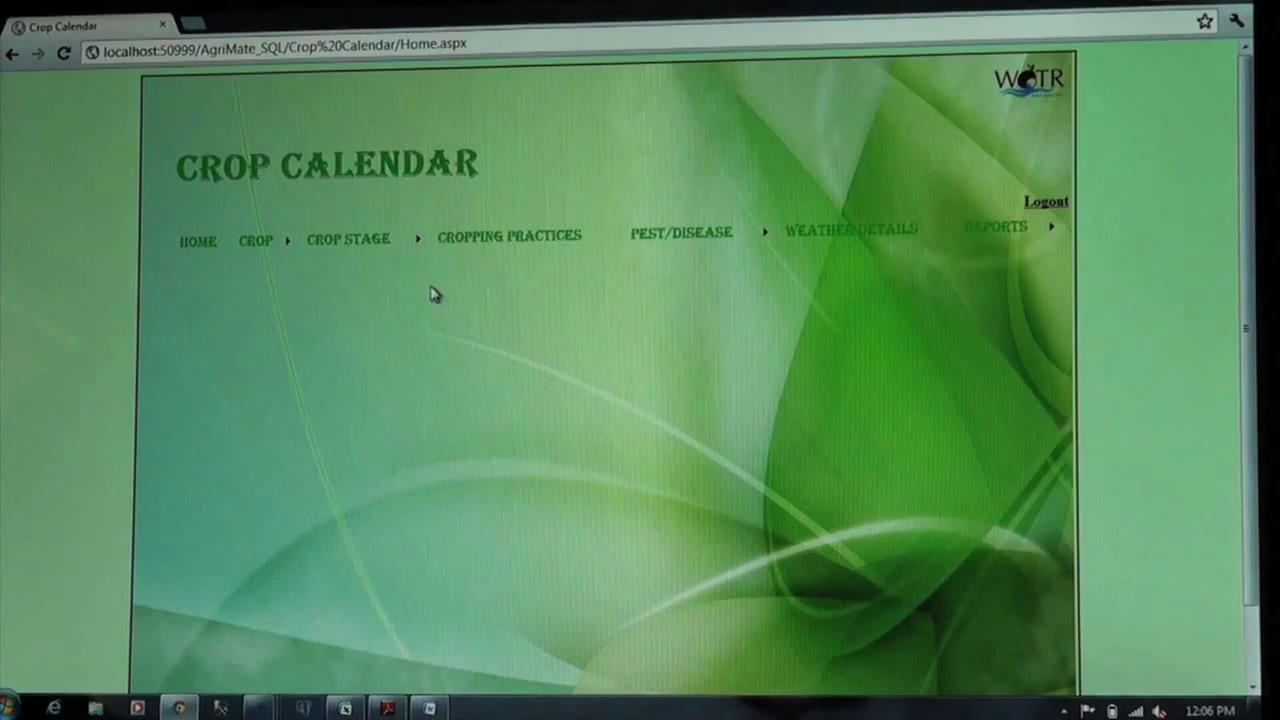 Crop Calendar
localhost:50999/AgriMate_SQL/Crop%20Calendar/Home.aspx
WOTR
CROP CALENDAR
Logout
HOME CROP CROP STAGE CROPPING PRACTICES PEST/DISEASE WEATHER DETAILS REPORTS
12:06 PM